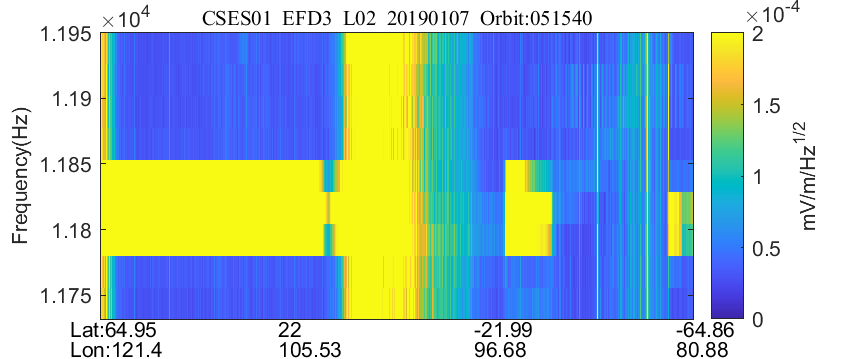 CSES01 EFD3 L02 20190107 Orbit:051540
×10⁴
1.195
1.19
1.185
1.18
1.175
Frequency(Hz)
Lat:64.95 22 -21.99 -64.86
Lon:121.4 105.53 96.68 80.88
×10⁻⁴
2
1.5
1
0.5
0
mV/m/Hz^1/2